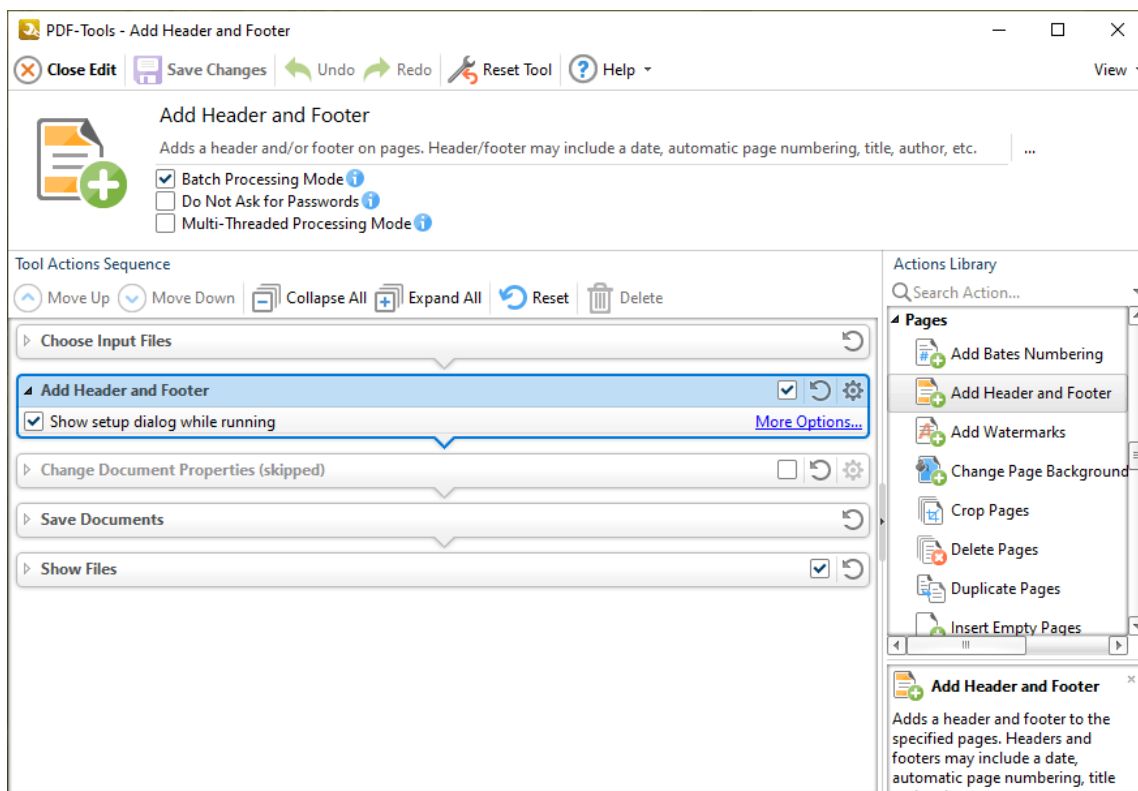 PDF-Tools - Add Header and Footer
Close Edit Save Changes Undo Redo Reset Tool ? Help View
Add Header and Footer
Adds a header and/or footer on pages. Header/footer may include a date, automatic page numbering, title, author, etc. ...
Batch Processing Mode i
Do Not Ask for Passwords i
Multi-Threaded Processing Mode i
Tool Actions Sequence
Move Up Move Down Collapse All Expand All Reset Delete
Choose Input Files
Add Header and Footer
Show setup dialog while running More Options...
Change Document Properties (skipped)
Save Documents
Show Files
Actions Library
Search Action...
Pages
Add Bates Numbering
Add Header and Footer
Add Watermarks
Change Page Background
Crop Pages
Delete Pages
Duplicate Pages
Insert Empty Pages
Add Header and Footer
Adds a header and footer to the
specified pages. Headers and
footers may include a date,
automatic page numbering, title